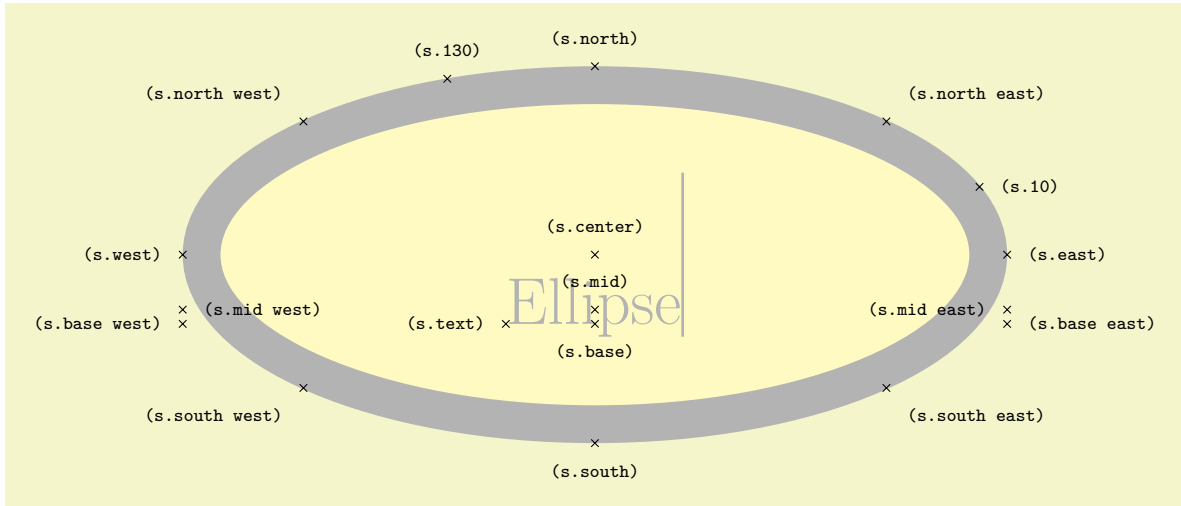 (s.north)
(s.130)
(s.north west)
(s.north east)
(s.10)
(s.center)
(s.west)
(s.east)
(s.mid)
Ellipse
(s.mid west)
(s.mid east)
(s.base west)
(s.text)
(s.base east)
(s.base)
(s.south west)
(s.south east)
(s.south)